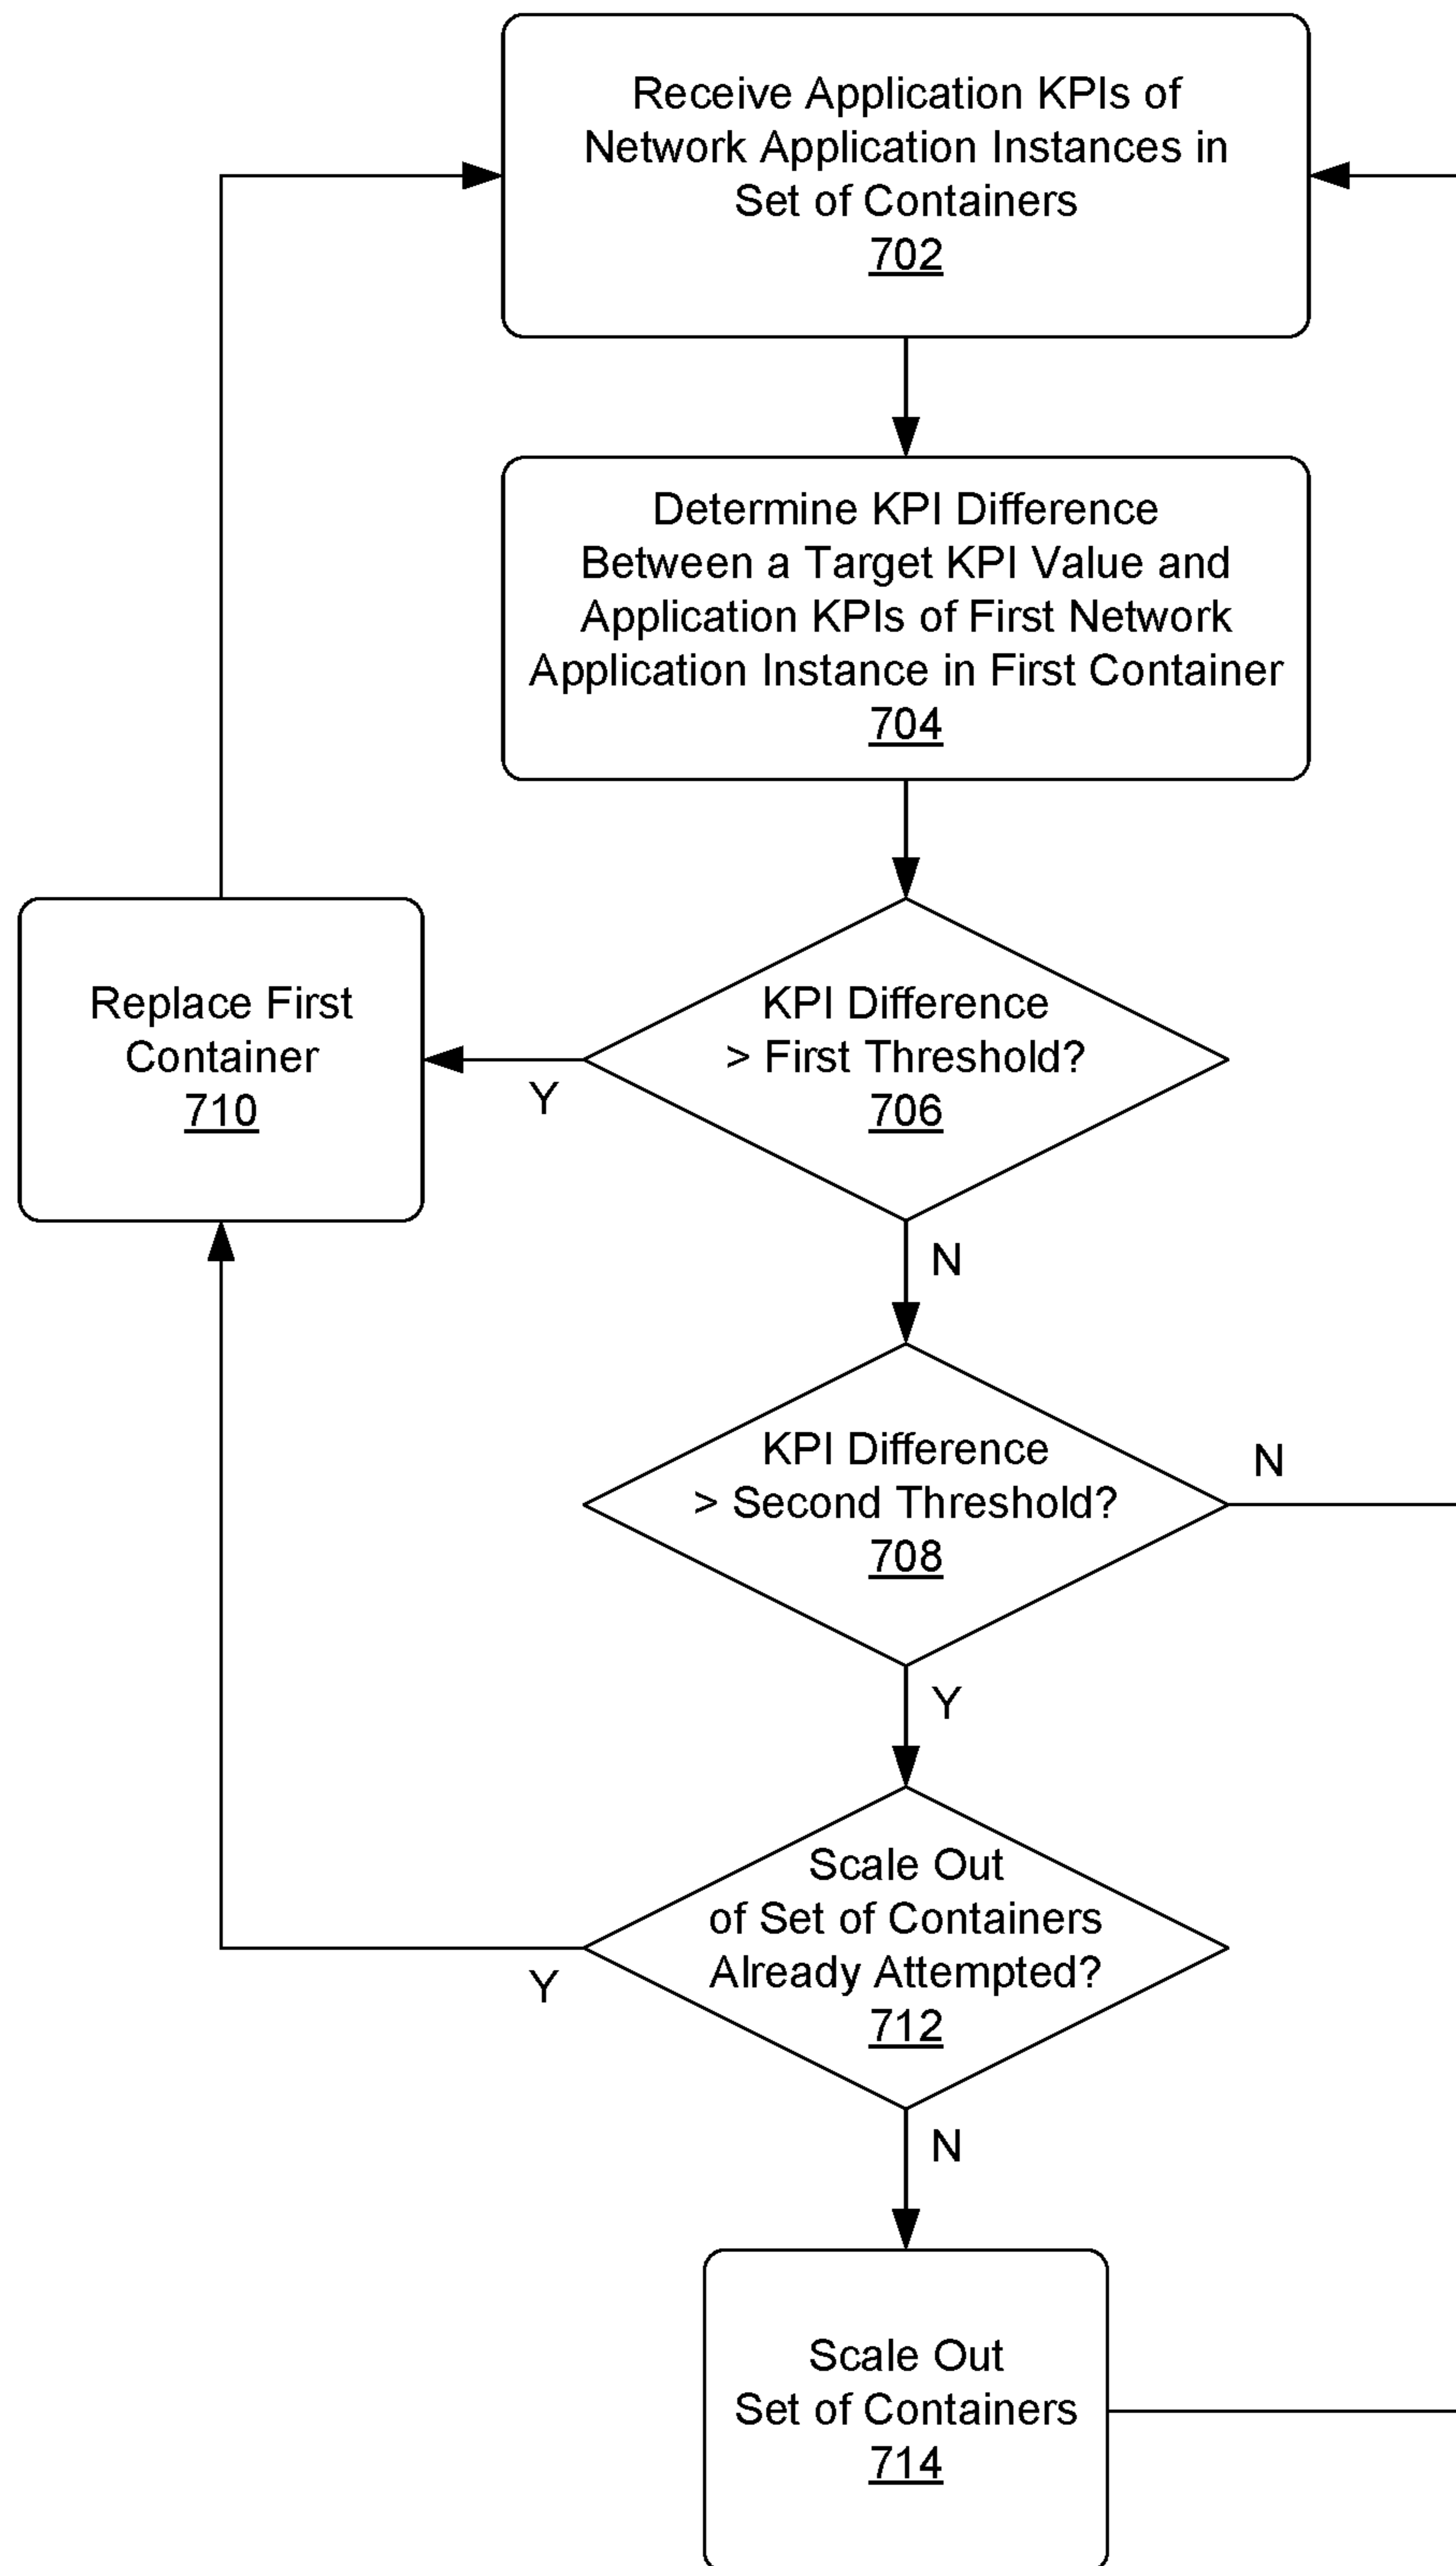 Receive Application KPIs of
Network Application Instances in
Set of Containers
702
Determine KPI Difference
Between a Target KPI Value and
Application KPIs of First Network
Application Instance in First Container
704
KPI Difference
> First Threshold?
706
Y
Replace First
Container
710
N
KPI Difference
> Second Threshold?
708
N
Y
Scale Out
of Set of Containers
Already Attempted?
712
Y
N
Scale Out
Set of Containers
714